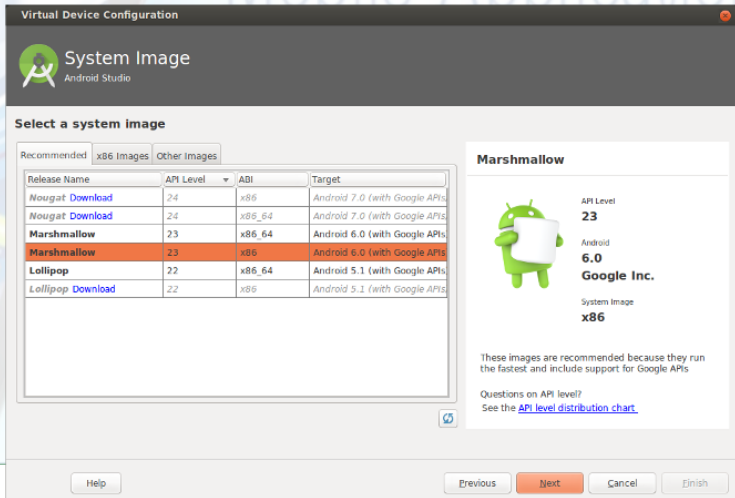 Virtual Device Configuration
System Image
Android Studio
Select a system image
Recommended x86 Images Other Images
Release Name API Level ABI Target
Nougat Download 24 x86 Android 7.0 (with Google APIs
Nougat Download 24 x86_64 Android 7.0 (with Google APIs
Marshmallow 23 x86_64 Android 6.0 (with Google APIs
Marshmallow 23 x86 Android 6.0 (with Google APIs
Lollipop 22 x86_64 Android 5.1 (with Google APIs
Lollipop Download 22 x86 Android 5.1 (with Google APIs
Marshmallow
API Level
23
Android
6.0
Google Inc.
System Image
x86
These images are recommended because they run
the fastest and include support for Google APIs
Questions on API level?
See the API level distribution chart
Help Previous Next Cancel Finish